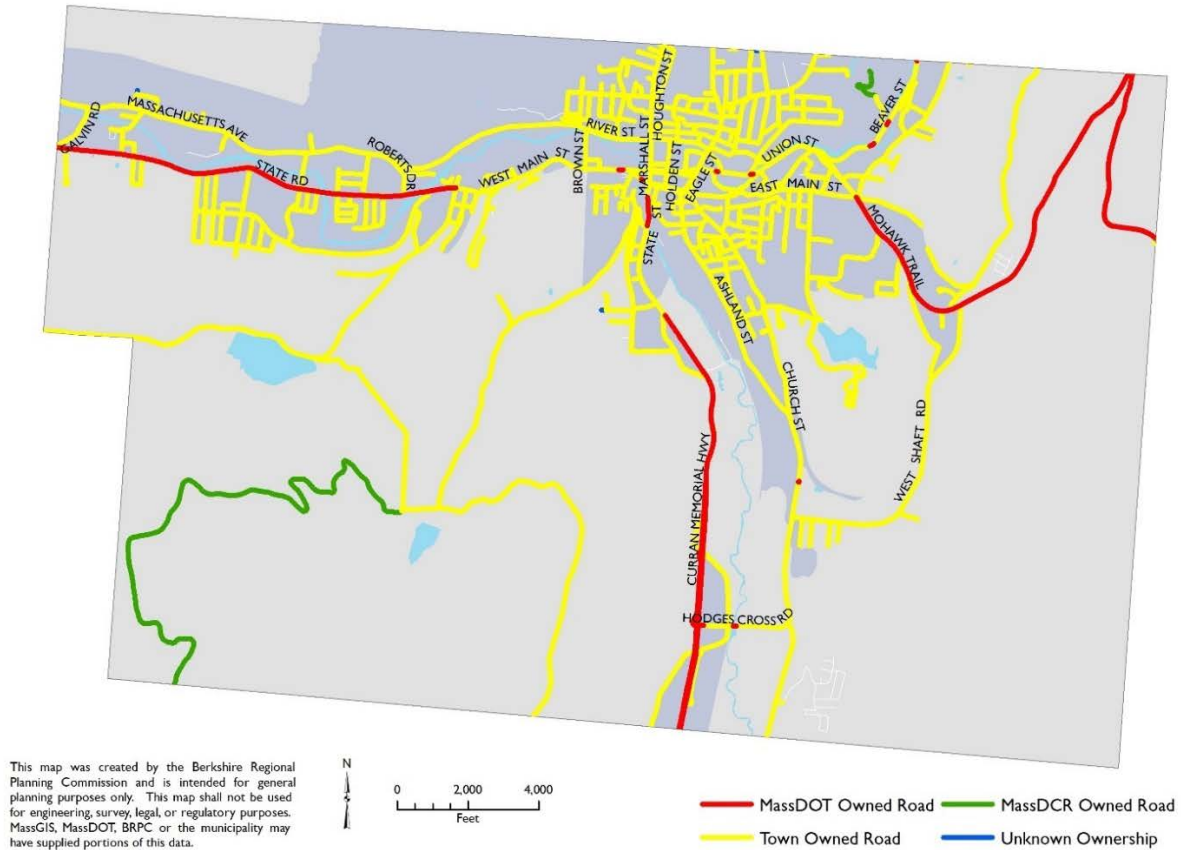 HOUGHTON ST
MASSACHUSETTS AVE
GALVIN RD
ROBERTS DR
STATE RD
RIVER ST
WEST MAIN ST
BROWN ST
MARSHALL ST
HOLDEN ST
EAGLE ST
UNION ST
BEAVER ST
EAST MAIN ST
STATE ST
MOHAWK TRAIL
ASHLAND ST
CHURCH ST
WEST SHAFT RD
CURRAN MEMORIAL HWY
HODGES CROSS RD
This map was created by the Berkshire Regional
Planning Commission and is intended for general
planning purposes only. This map shall not be used
for engineering, survey, legal, or regulatory purposes.
MassGIS, MassDOT, BRPC or the municipality may
have supplied portions of this data.
N
0 2,000 4,000
Feet
MassDOT Owned Road
MassDCR Owned Road
Town Owned Road
Unknown Ownership